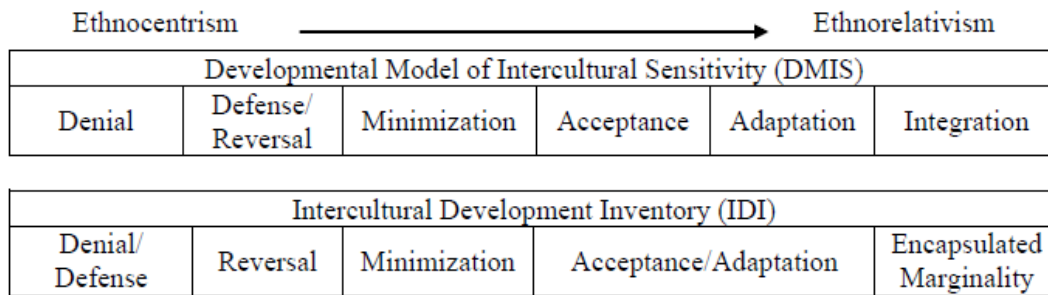 Ethnocentrism Ethnorelativism
Developmental Model of Intercultural Sensitivity (DMIS)
Denial Defense/ Reversal Minimization Acceptance Adaptation Integration
Intercultural Development Inventory (IDI)
Denial/ Defense Reversal Minimization Acceptance/Adaptation Encapsulated Marginality